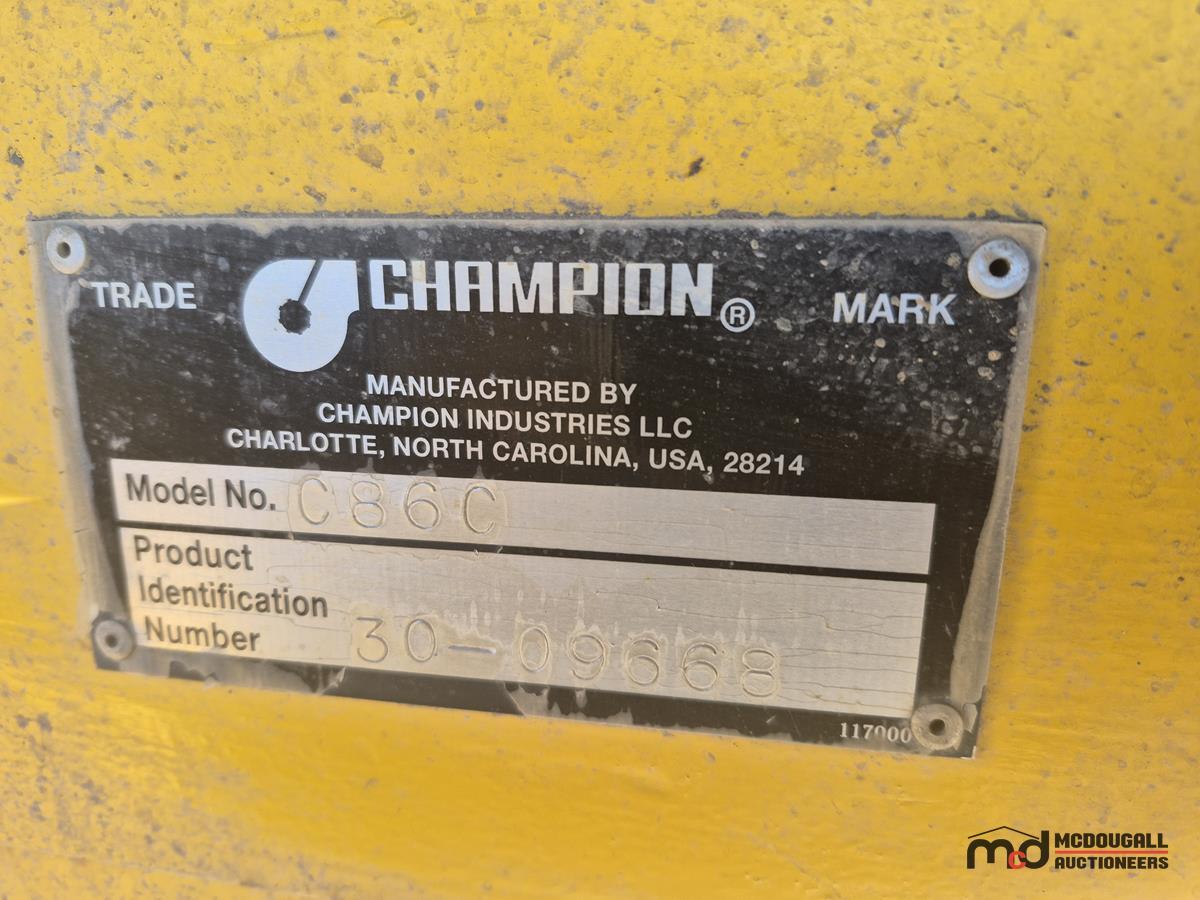 TRADE CHAMPION ® MARK
MANUFACTURED BY
CHAMPION INDUSTRIES LLC
CHARLOTTE, NORTH CAROLINA, USA, 28214
Model No. C86C
Product
Identification
Number 30-09668
117000
mcd MCDOUGALL
AUCTIONEERS